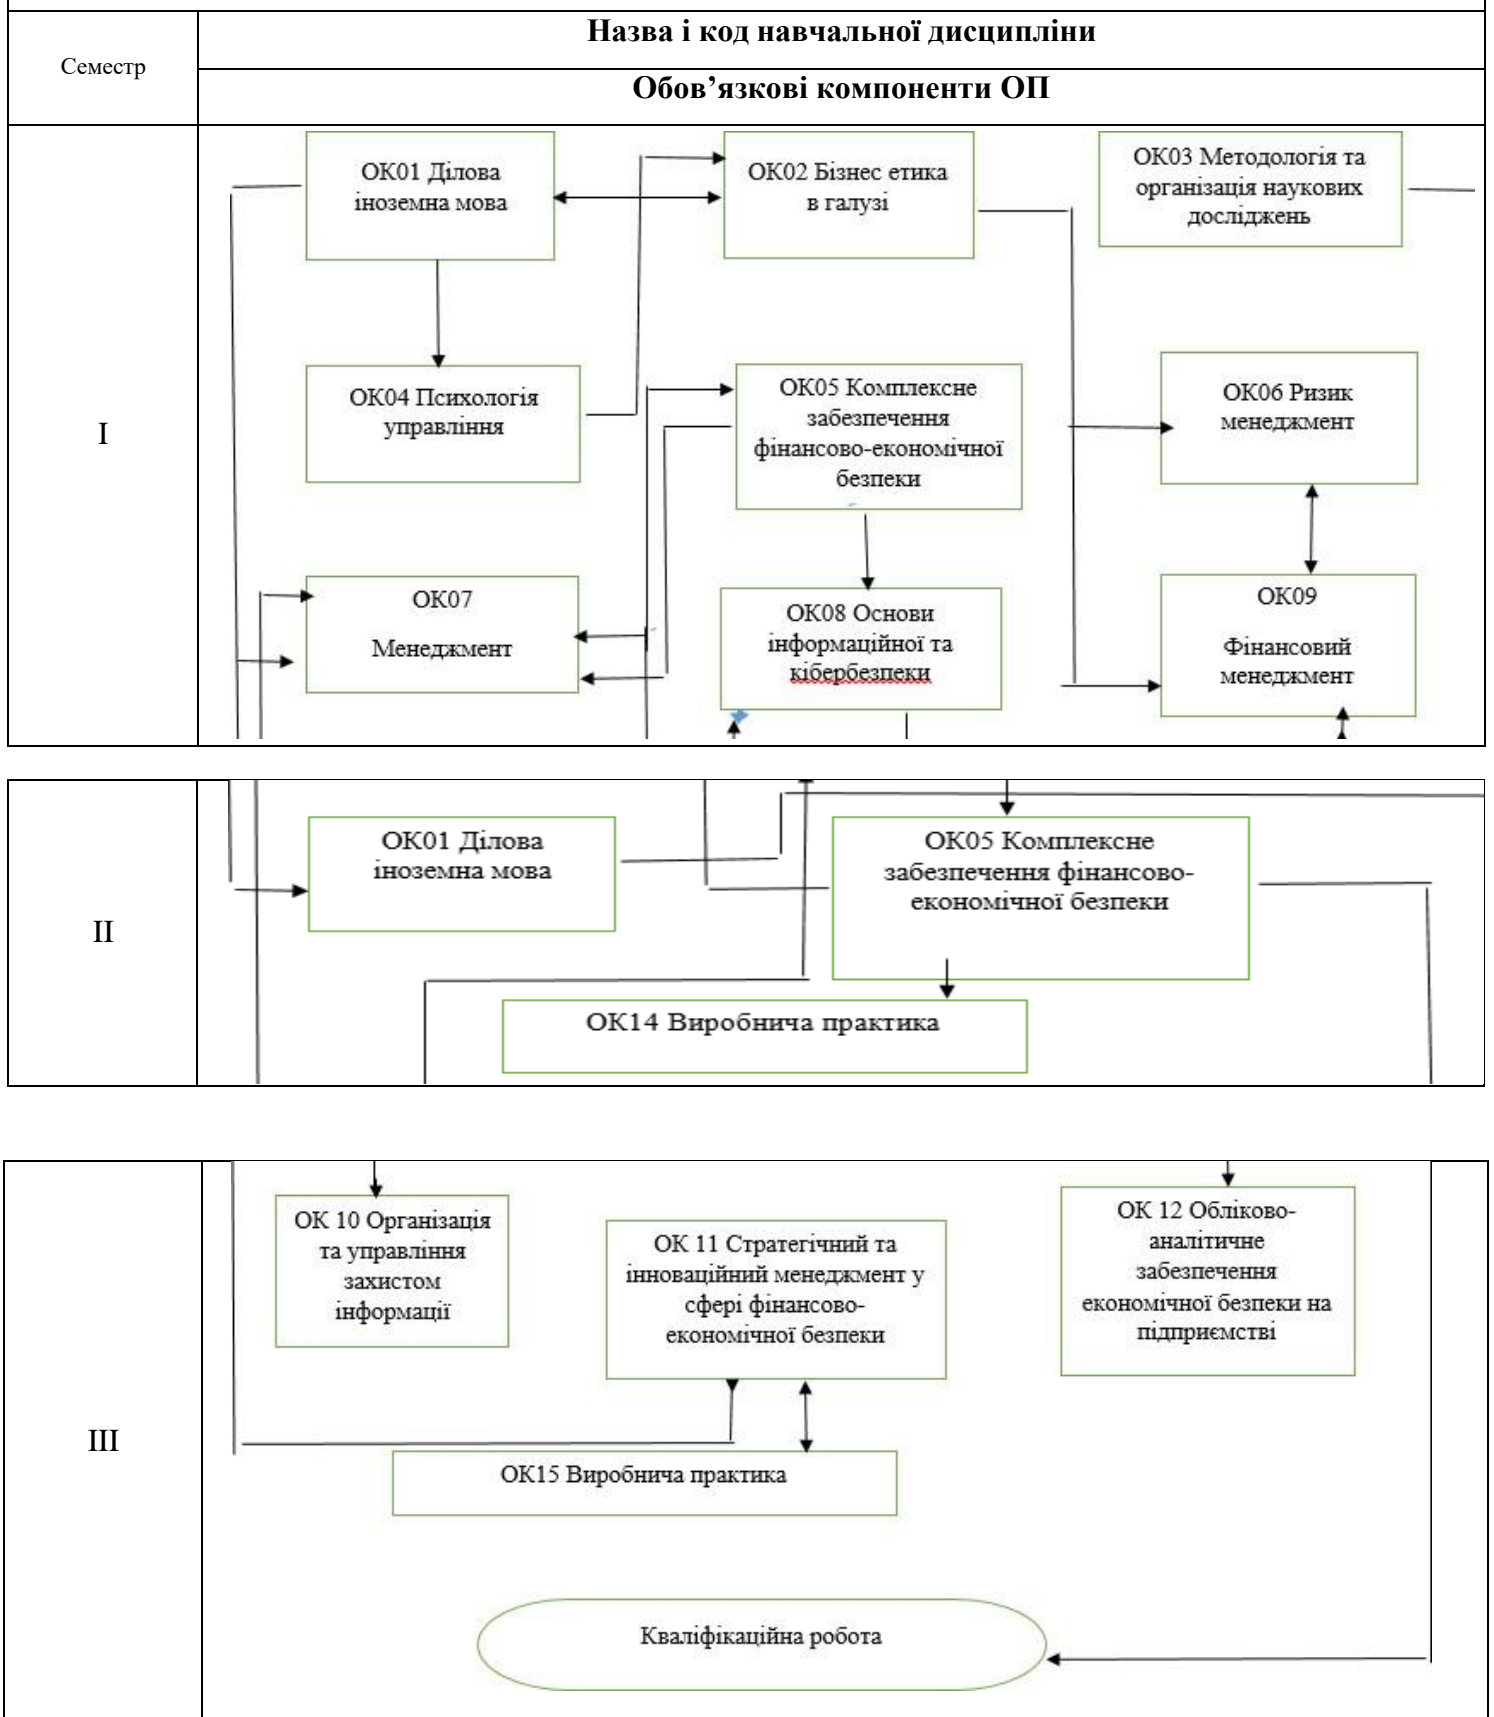 Семестр
Назва і код навчальної дисципліни
Обов’язкові компоненти ОП
I
ОК01 Ділова
іноземна мова
ОК02 Бізнес етика
в галузі
ОК03 Методологія та
організація наукових
досліджень
ОК04 Психологія
управління
ОК05 Комплексне
забезпечення
фінансово-економічної
безпеки
ОК06 Ризик
менеджмент
ОК07
Менеджмент
ОК08 Основи
інформаційної та
кібербезпеки
ОК09
Фінансовий
менеджмент
II
ОК01 Ділова
іноземна мова
ОК05 Комплексне
забезпечення фінансово-
економічної безпеки
ОК14 Виробнича практика
III
ОК 10 Організація
та управління
захистом
інформації
ОК 11 Стратегічний та
інноваційний менеджмент у
сфері фінансово-
економічної безпеки
ОК 12 Обліково-
аналітичне
забезпечення
економічної безпеки на
підприємстві
ОК15 Виробнича практика
Кваліфікаційна робота